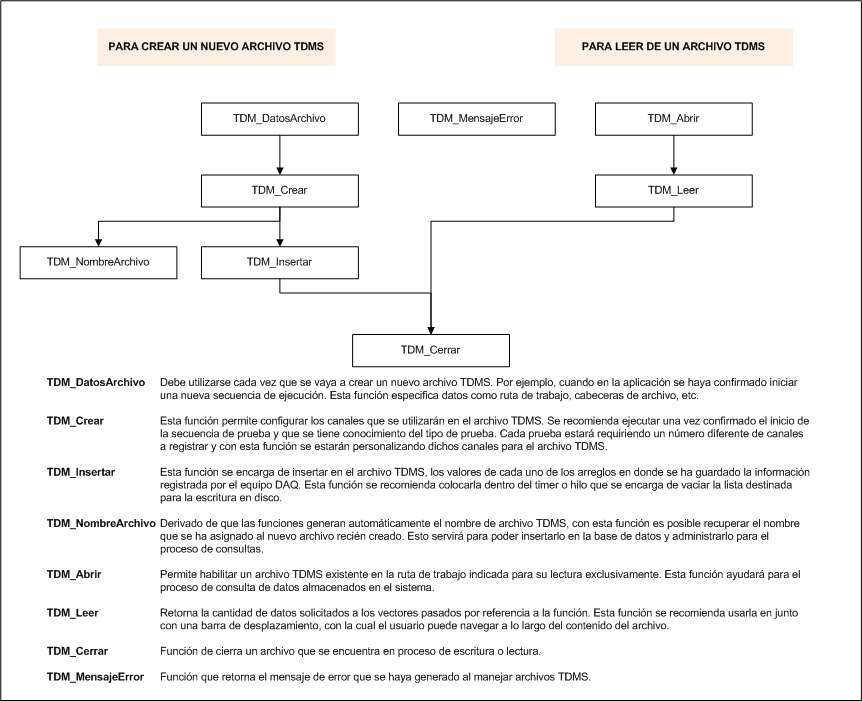 PARA CREAR UN NUEVO ARCHIVO TDMS
PARA LEER DE UN ARCHIVO TDMS
TDM_DatosArchivo
TDM_MensajeError
TDM_Abrir
TDM_Crear
TDM_Leer
TDM_NombreArchivo
TDM_Insertar
TDM_Cerrar
TDM_DatosArchivo Debe utilizarse cada vez que se vaya a crear un nuevo archivo TDMS. Por ejemplo, cuando en la aplicación se haya confirmado iniciar
una nueva secuencia de ejecución. Esta función especifica datos como ruta de trabajo, cabeceras de archivo, etc.
TDM_Crear Esta función permite configurar los canales que se utilizarán en el archivo TDMS. Se recomienda ejecutar una vez confirmado el inicio de
la secuencia de prueba y que se tiene conocimiento del tipo de prueba. Cada prueba estará requiriendo un número diferente de canales
a registrar y con esta función se estarán personalizando dichos canales para el archivo TDMS.
TDM_Insertar Esta función se encarga de insertar en el archivo TDMS, los valores de cada uno de los arreglos en donde se ha guardado la información
registrada por el equipo DAQ. Esta función se recomienda colocarla dentro del timer o hilo que se encarga de vaciar la lista destinada
para la escritura en disco.
TDM_NombreArchivo Derivado de que las funciones generan automáticamente el nombre de archivo TDMS, con esta función es posible recuperar el nombre
que se ha asignado al nuevo archivo recién creado. Esto servirá para poder insertarlo en la base de datos y administrarlo para el
proceso de consultas.
TDM_Abrir Permite habilitar un archivo TDMS existente en la ruta de trabajo indicada para su lectura exclusivamente. Esta función ayudará para el
proceso de consulta de datos almacenados en el sistema.
TDM_Leer Retorna la cantidad de datos solicitados a los vectores pasados por referencia a la función. Esta función se recomienda usarla en junto
con una barra de desplazamiento, con la cual el usuario puede navegar a lo largo del contenido del archivo.
TDM_Cerrar Función de cierra un archivo que se encuentra en proceso de escritura o lectura.
TDM_MensajeError Función que retorna el mensaje de error que se haya generado al manejar archivos TDMS.